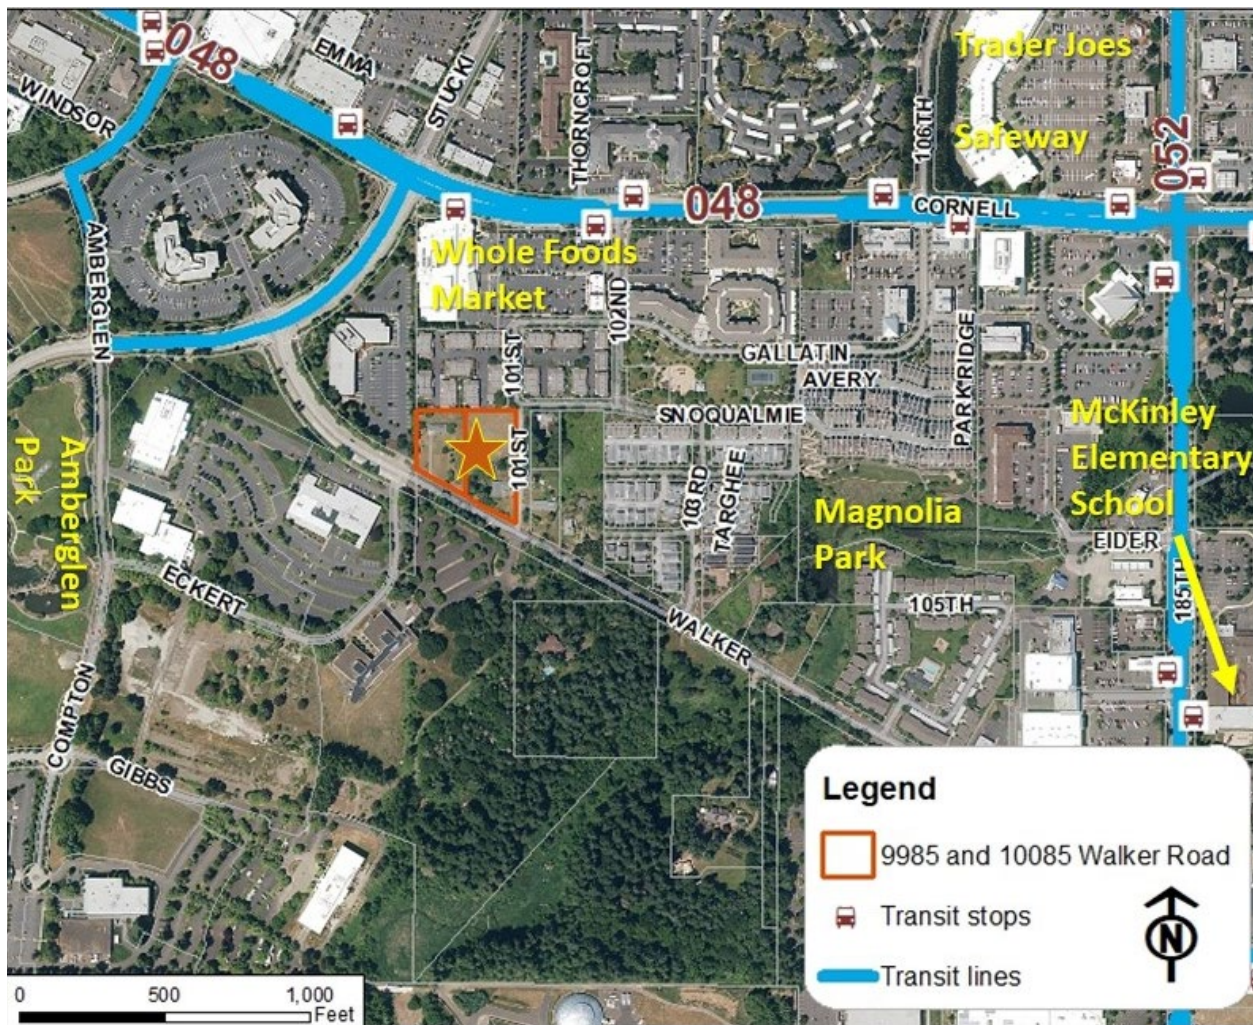 048
EMMA
STUCKI
WINDSOR
THORNCROFT
106TH
Trader Joes
Safeway
052
048
CORNELL
AMBERGLEN
Whole Foods
Market
102ND
101ST
GALLATIN
AVERY
PARKRIDGE
SNOQUALMIE
101ST
103RD
TARGHEE
McKinley
Elementary
School
Magnolia
Park
EIDER
185TH
Amberglen
Park
ECKERT
105TH
WALKER
COMPTON
GIBBS
Legend
9985 and 10085 Walker Road
Transit stops
Transit lines
N
0 500 1,000
Feet